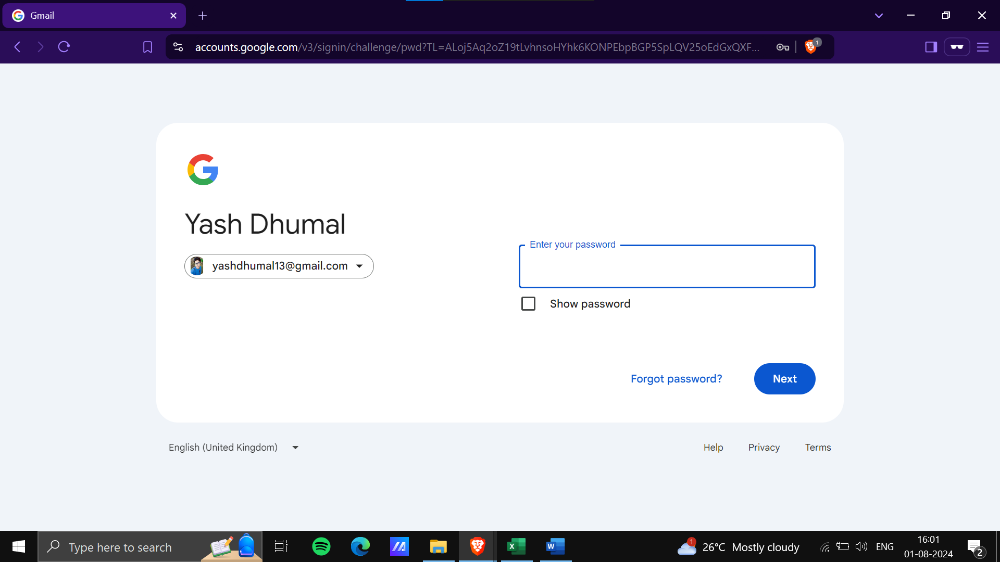 Gmail
accounts.google.com/v3/signin/challenge/pwd?TL=ALoj5Aq2oZ19tLvhnsoHYhk6KONPEbpBGP5SpLQV25oEdGxQXF...
1
Yash Dhumal
yashdhumal13@gmail.com
Enter your password
Show password
Forgot password?
Next
English (United Kingdom)
Help
Privacy
Terms
Type here to search
1
26°C Mostly cloudy
ENG
16:01
01-08-2024
2